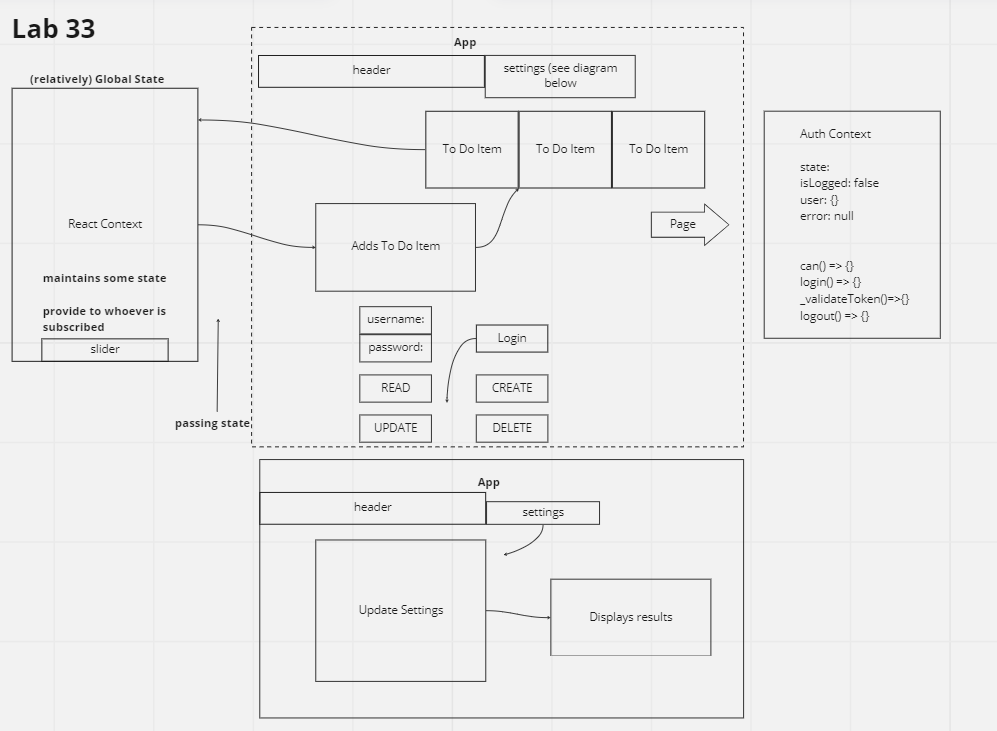 Lab 33
(relatively) Global State
React Context
maintains some state
provide to whoever is
subscribed
slider
passing state
App
header
settings (see diagram
below
To Do Item
To Do Item
To Do Item
Adds To Do Item
Page
username:
password:
Login
READ
CREATE
UPDATE
DELETE
Auth Context
state:
isLogged: false
user: {}
error: null
can() => {}
login() => {}
_validateToken()=>{}
logout() => {}
App
header
settings
Update Settings
Displays results